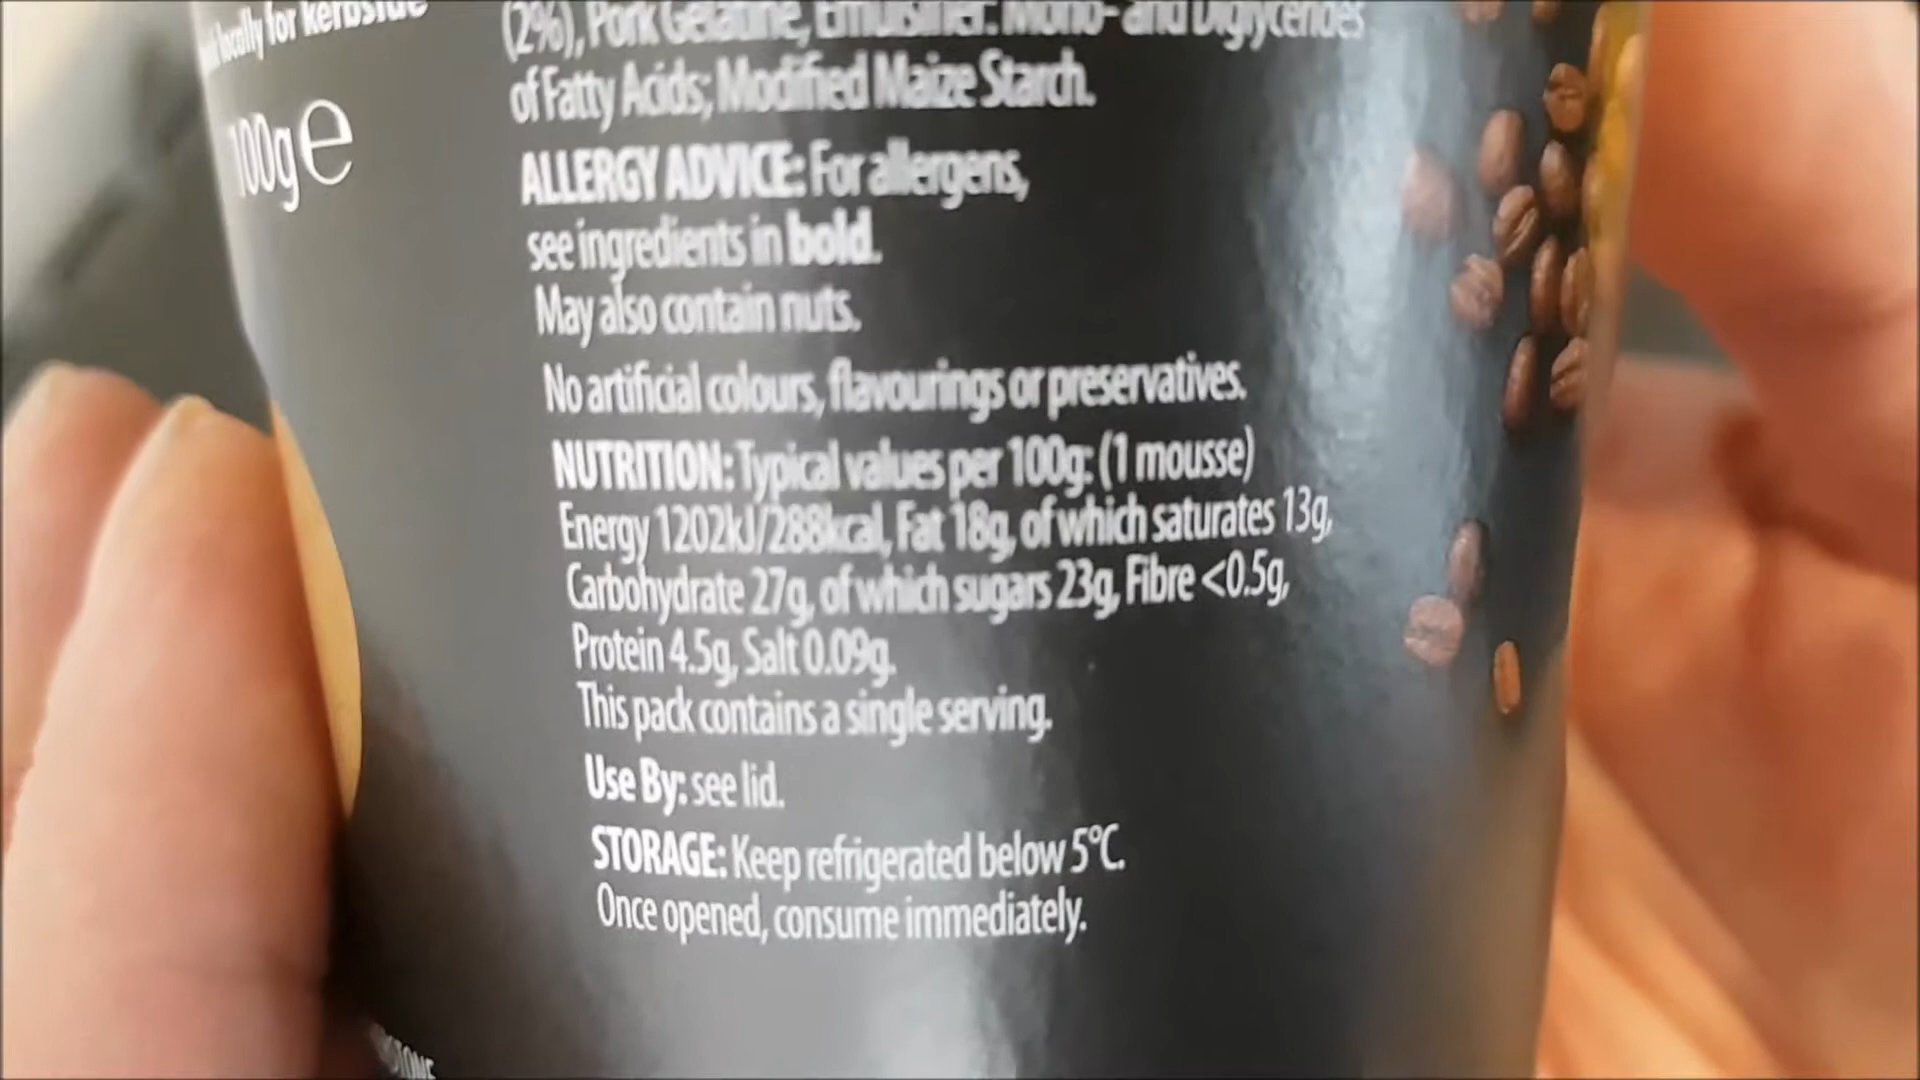 locally for kerbside
100g e
(2%), Pork Gelatine, Emulsifier: Mono- and Diglycerides
of Fatty Acids; Modified Maize Starch.
ALLERGY ADVICE: For allergens,
see ingredients in bold.
May also contain nuts.
No artificial colours, flavourings or preservatives.
NUTRITION: Typical values per 100g: (1 mousse)
Energy 1202kJ/288kcal, Fat 18g, of which saturates 13g,
Carbohydrate 27g, of which sugars 23g, Fibre <0.5g,
Protein 4.5g, Salt 0.09g.
This pack contains a single serving.
Use By: see lid.
STORAGE: Keep refrigerated below 5°C.
Once opened, consume immediately.